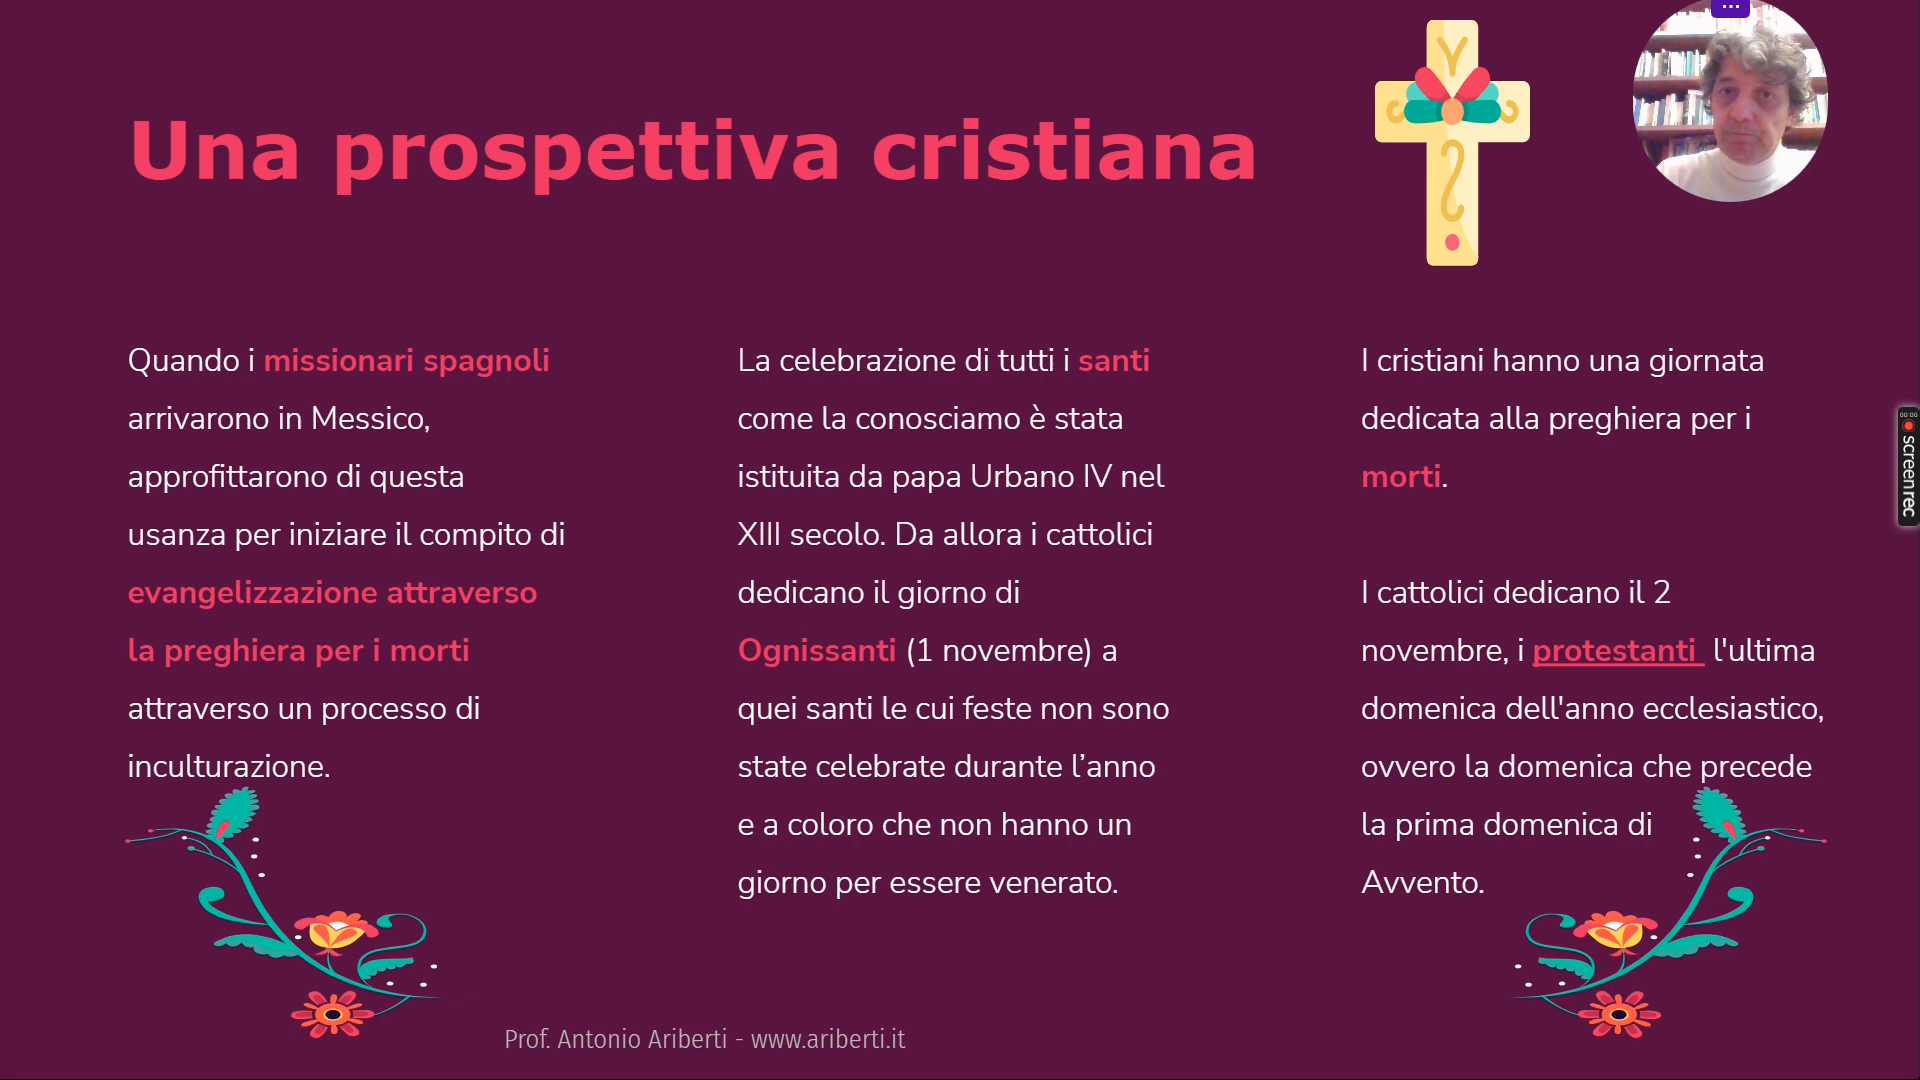 Una prospettiva cristiana
Quando i missionari spagnoli
arrivarono in Messico,
approfittarono di questa
usanza per iniziare il compito di
evangelizzazione attraverso
la preghiera per i morti
attraverso un processo di
inculturazione.
La celebrazione di tutti i santi
come la conosciamo è stata
istituita da papa Urbano IV nel
XIII secolo. Da allora i cattolici
dedicano il giorno di
Ognissanti (1 novembre) a
quei santi le cui feste non sono
state celebrate durante l’anno
e a coloro che non hanno un
giorno per essere venerato.
I cristiani hanno una giornata
dedicata alla preghiera per i
morti.
I cattolici dedicano il 2
novembre, i protestanti l'ultima
domenica dell'anno ecclesiastico,
ovvero la domenica che precede
la prima domenica di
Avvento.
00:00
screenrec
Prof. Antonio Ariberti - www.ariberti.it